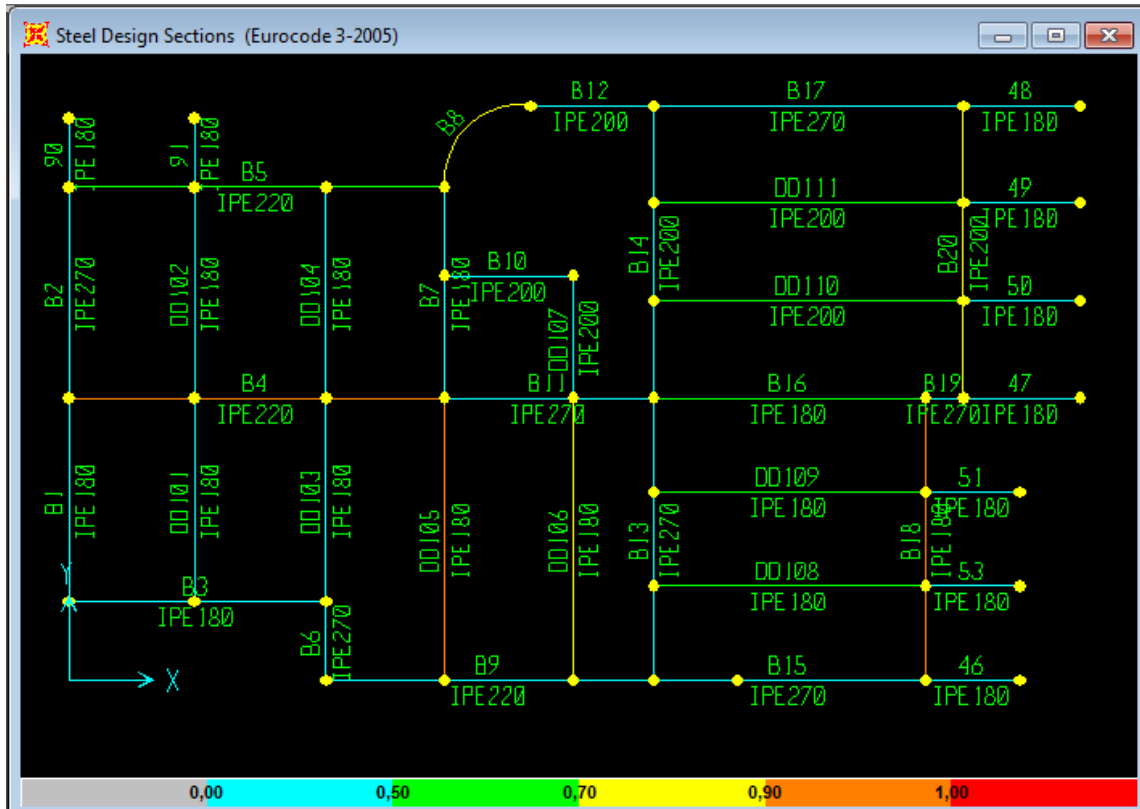 Steel Design Sections (Eurocode 3-2005)
B12
B17
48
IPE200
IPE270
IPE180
B8
90
IPE180
91
IPE180
B5
IPE220
DD111
49
IPE200
IPE180
B14
IPE200
B20
IPE200
B10
IPE200
DD110
50
IPE200
IPE180
B2
IPE270
DD102
IPE180
DD104
IPE180
B7
IPE180
DD107
IPE200
B4
IPE220
B11
IPE270
B16
IPE180
B19
47
IPE270
IPE180
B1
IPE180
DD101
IPE180
DD103
IPE180
DD105
IPE180
DD106
IPE180
B13
IPE270
DD109
IPE180
51
IPE180
B18
IPE180
DD108
53
IPE180
IPE180
Y
B3
IPE180
B6
IPE270
B9
IPE220
B15
46
IPE270
IPE180
X
0,00 0,50 0,70 0,90 1,00